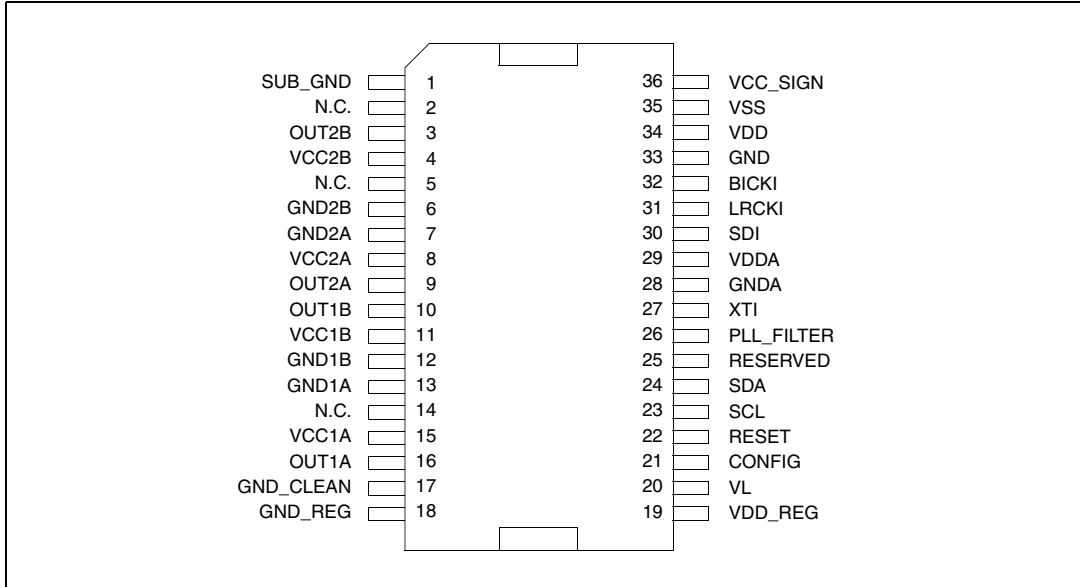 SUB_GND 1 36 VCC_SIGN
N.C. 2 35 VSS
OUT2B 3 34 VDD
VCC2B 4 33 GND
N.C. 5 32 BICKI
GND2B 6 31 LRCKI
GND2A 7 30 SDI
VCC2A 8 29 VDDA
OUT2A 9 28 GNDA
OUT1B 10 27 XTI
VCC1B 11 26 PLL_FILTER
GND1B 12 25 RESERVED
GND1A 13 24 SDA
N.C. 14 23 SCL
VCC1A 15 22 RESET
OUT1A 16 21 CONFIG
GND_CLEAN 17 20 VL
GND_REG 18 19 VDD_REG